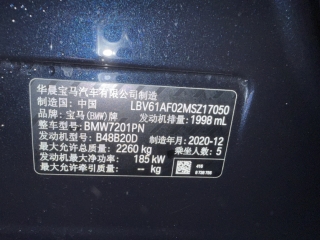 华晨宝马汽车有限公司制造
制造国：中国 LBV61AF02MSZ17050
品牌：宝马(BMW)牌 发动机排量：1998 mL
整车型号：BMW7201PN
发动机型号：B48B20D 制造年月：2020-12
最大允许总质量：2260 kg 乘坐人数：5
发动机最大净功率：185 kW
最大允许牵引质量：-- kg